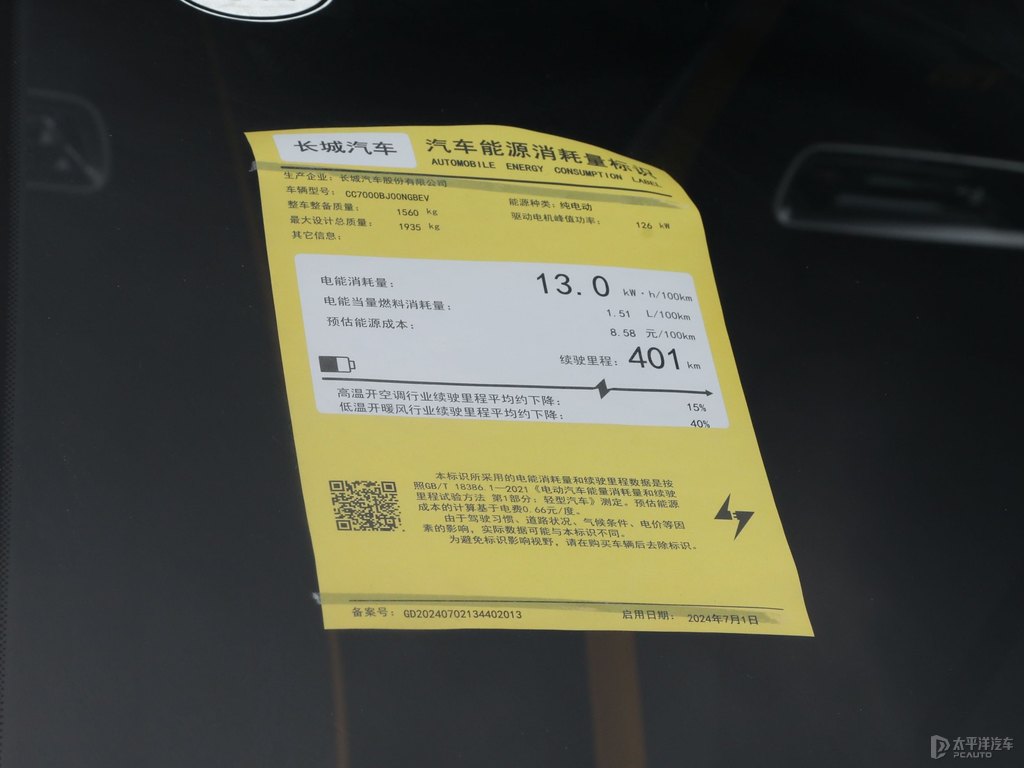 长城汽车
汽车能源消耗量标识
AUTOMOBILE ENERGY CONSUMPTION LABEL
生产企业：长城汽车股份有限公司
车辆型号：CC7000BJ00NGBEV
能源种类：纯电动
整车整备质量：1560 kg
驱动电机峰值功率：126 kW
最大设计总质量：1935 kg
其它信息：
电能消耗量：13.0 kW·h/100km
电能当量燃料消耗量：1.51 L/100km
预估能源成本：8.58 元/100km
续驶里程：401km
高温开空调行业续驶里程平均约下降：15%
低温开暖风行业续驶里程平均约下降：40%
本标识所采用的电能消耗量和续驶里程数据是按
照GB/T 18386.1—2021《电动汽车能量消耗量和续驶
里程试验方法 第1部分：轻型汽车》测定。预估能源
成本的计算基于电费0.66元/度。
由于驾驶习惯、道路状况、气候条件、电价等因
素的影响，实际数据可能与本标识不同。
为避免标识影响视野，请在购买车辆后去除标识。
备案号：GD20240702134402013
启用日期：2024年7月1日
太平洋汽车
PCAUTO